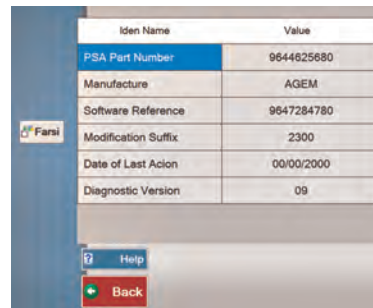 Iden Name Value
PSA Part Number 9644625680
Manufacture AGEM
Software Reference 9647284780
Farsi
Modification Suffix 2300
Date of Last Acion 00/00/2000
Diagnostic Version 09
? Help
Back